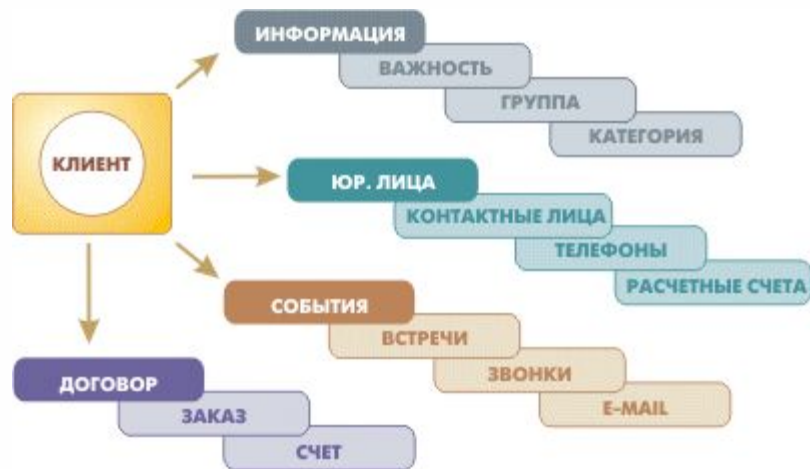 ИНФОРМАЦИЯ
ВАЖНОСТЬ
ГРУППА
КАТЕГОРИЯ
КЛИЕНТ
ЮР. ЛИЦА
КОНТАКТНЫЕ ЛИЦА
ТЕЛЕФОНЫ
РАСЧЕТНЫЕ СЧЕТА
СОБЫТИЯ
ВСТРЕЧИ
ЗВОНКИ
E-MAIL
ДОГОВОР
ЗАКАЗ
СЧЕТ